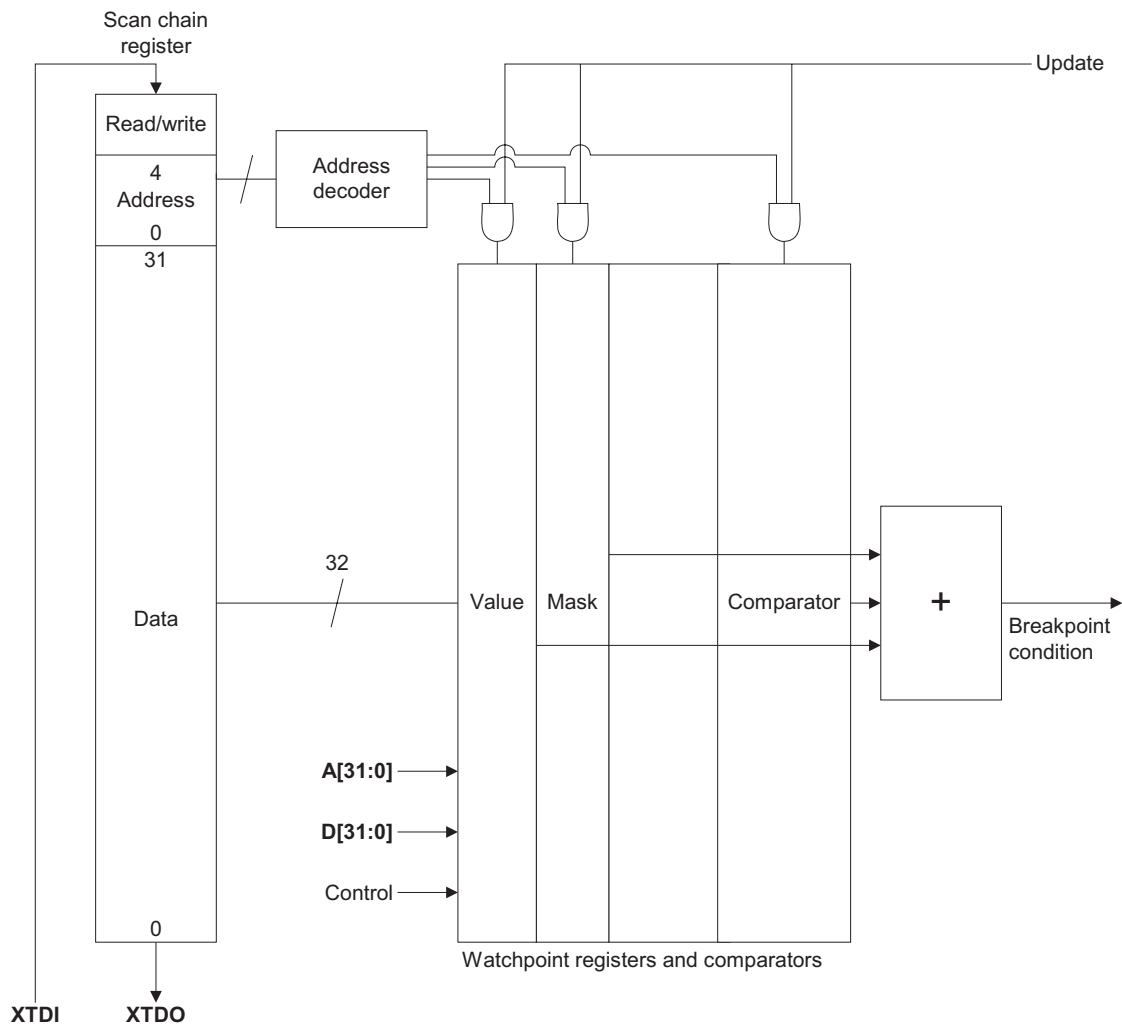 Scan chain
register
Update
Read/write
4
Address
0
Address
decoder
31
32
Data
Value
Mask
Comparator
+
Breakpoint
condition
A[31:0]
D[31:0]
Control
0
Watchpoint registers and comparators
XTDI
XTDO